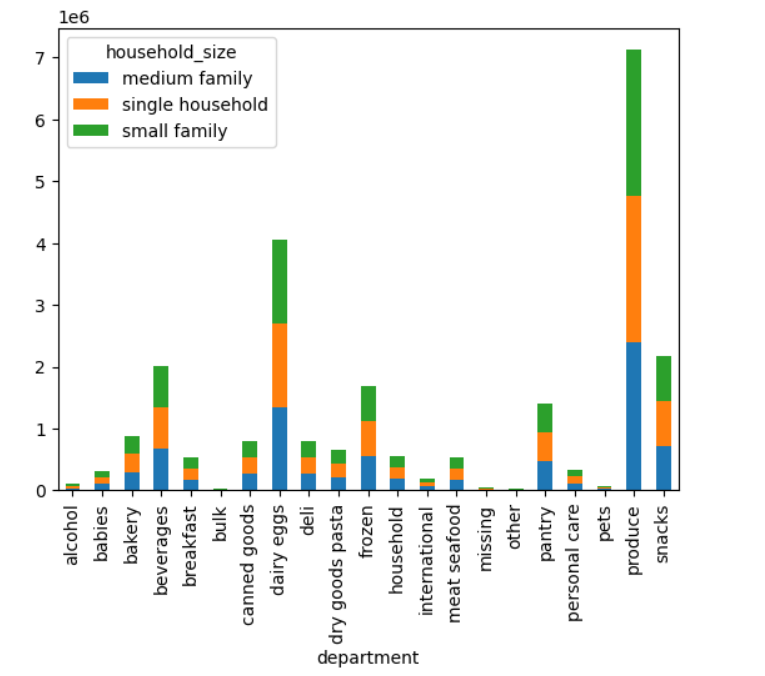 1e6
household_size
medium family
single household
small family
7
6
5
4
3
2
1
0
alcohol
babies
bakery
beverages
breakfast
bulk
canned goods
dairy eggs
deli
dry goods pasta
frozen
household
international
meat seafood
missing
other
pantry
personal care
pets
produce
snacks
department